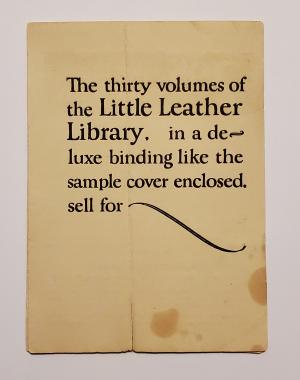 The thirty volumes of
the Little Leather
Library. in a de~
luxe binding like the
sample cover enclosed.
sell for